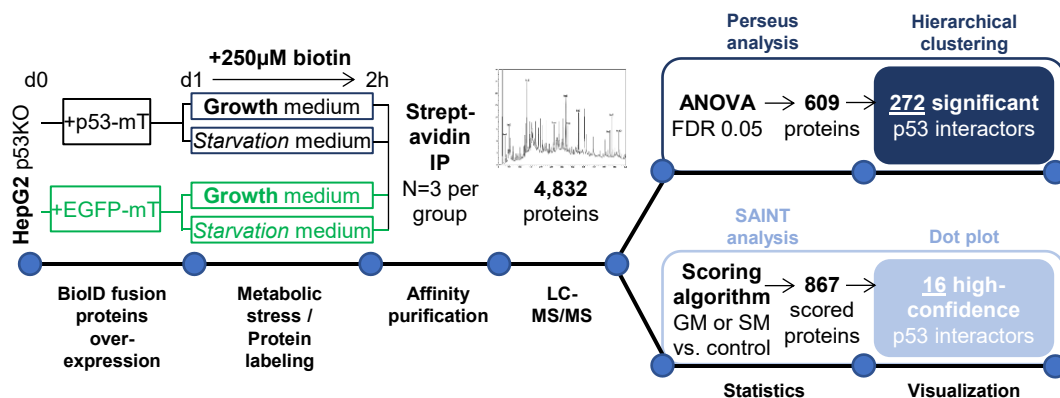 d0
d1
+250µM biotin
2h
HepG2 p53KO
+p53-mT
Growth medium
Starvation medium
+EGFP-mT
Growth medium
Starvation medium
Strept-
avidin
IP
N=3 per
group
4,832
proteins
BioID fusion
proteins
over-
expression
Metabolic
stress /
Protein
labeling
Affinity
purification
LC-
MS/MS
Perseus
analysis
Hierarchical
clustering
ANOVA
FDR 0.05
609
proteins
272 significant
p53 interactors
SAINT
analysis
Dot plot
Scoring
algorithm
GM or SM
vs. control
867
scored
proteins
16 high-
confidence
p53 interactors
Statistics
Visualization